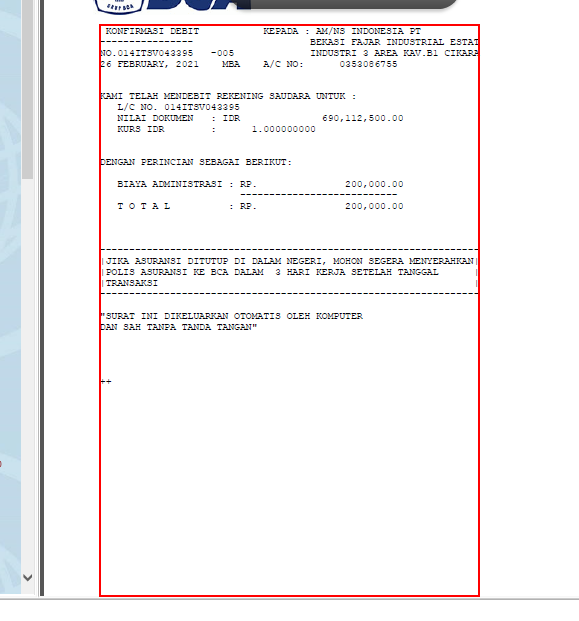 KONFIRMASI DEBIT KEPADA : AM/NS INDONESIA PT
---------------- BEKASI FAJAR INDUSTRIAL ESTAT
NO.014ITSV043395 -005 INDUSTRI 3 AREA KAV.B1 CIKARA
26 FEBRUARY, 2021 MBA A/C NO: 0353086755
KAMI TELAH MENDEBIT REKENING SAUDARA UNTUK :
L/C NO. 014ITSV043395
NILAI DOKUMEN : IDR 690,112,500.00
KURS IDR : 1.000000000
DENGAN PERINCIAN SEBAGAI BERIKUT:
BIAYA ADMINISTRASI : RP. 200,000.00
---------------------------
T O T A L : RP. 200,000.00
-----------------------------------------------------------------
|JIKA ASURANSI DITUTUP DI DALAM NEGERI, MOHON SEGERA MENYERAHKAN|
|POLIS ASURANSI KE BCA DALAM 3 HARI KERJA SETELAH TANGGAL |
|TRANSAKSI |
-----------------------------------------------------------------
"SURAT INI DIKELUARKAN OTOMATIS OLEH KOMPUTER
DAN SAH TANPA TANDA TANGAN"
++